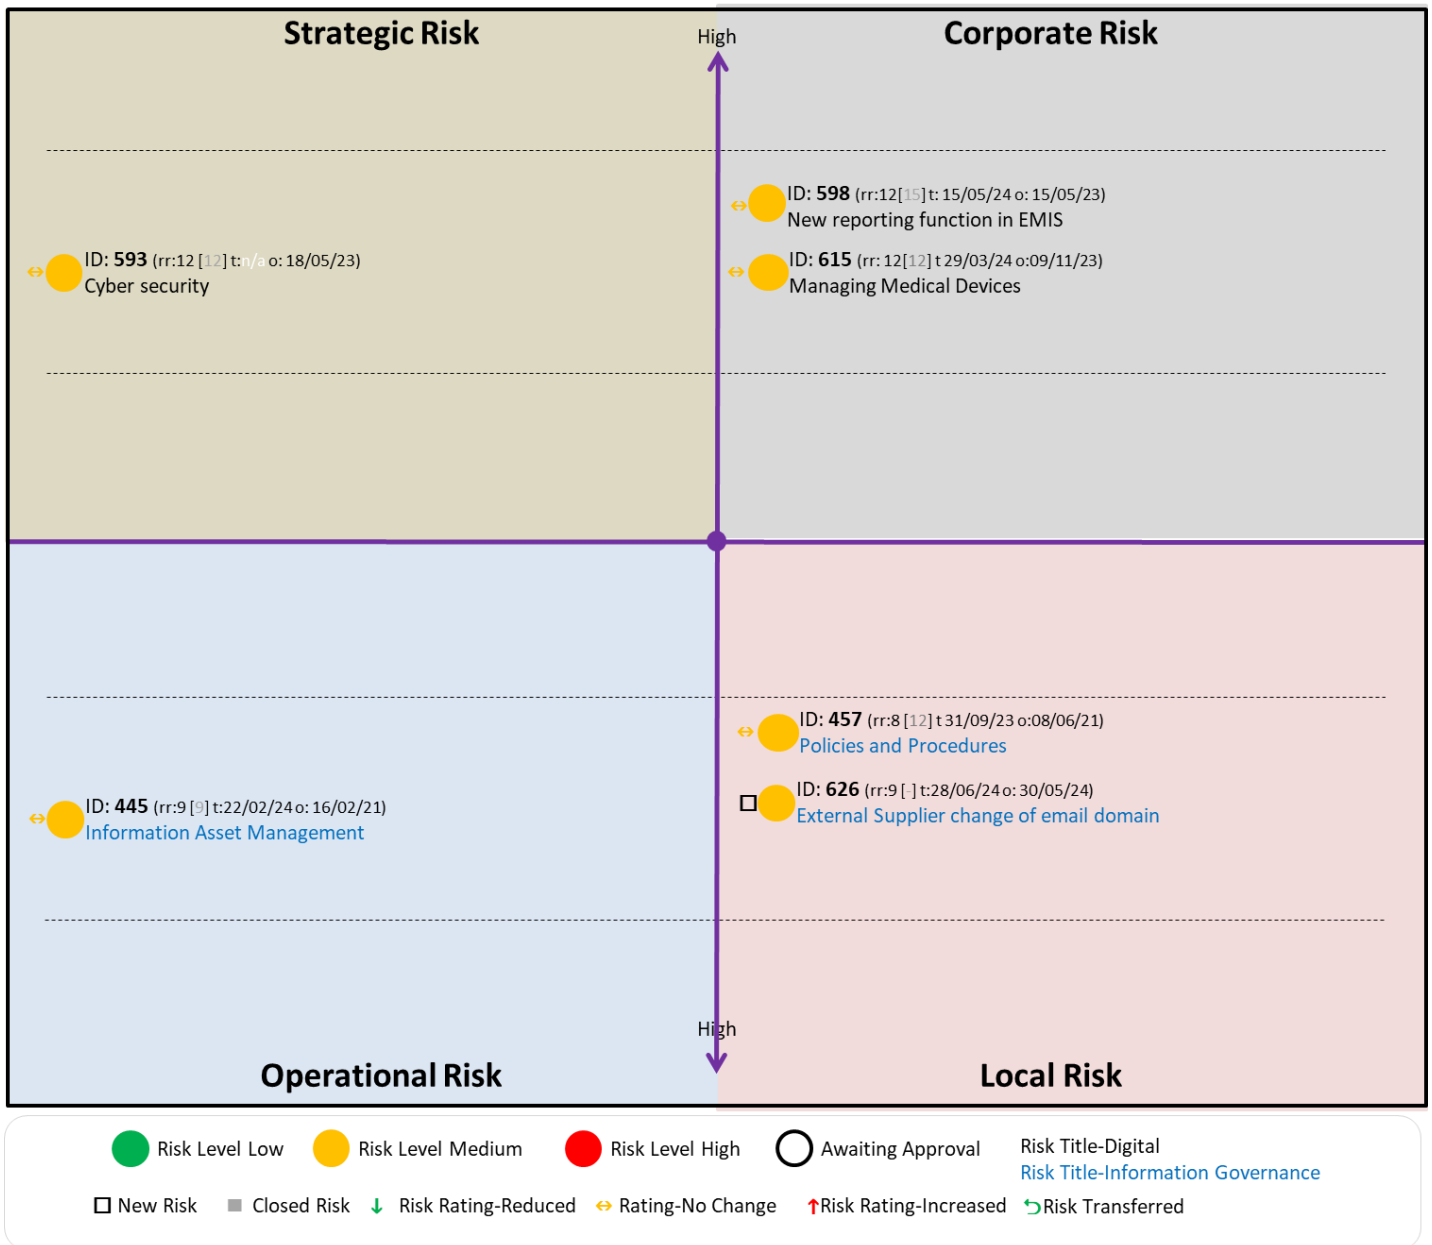 Strategic Risk
High
Corporate Risk
ID: 598 (rr:12[15] t: 15/05/24 o: 15/05/23)
New reporting function in EMIS
ID: 593 (rr:12 [12] t:n/a o: 18/05/23)
Cyber security
ID: 615 (rr: 12[12] t 29/03/24 o:09/11/23)
Managing Medical Devices
ID: 457 (rr:8 [12] t 31/09/23 o:08/06/21)
Policies and Procedures
ID: 445 (rr:9 [9] t:22/02/24 o: 16/02/21)
Information Asset Management
ID: 626 (rr:9 [-] t:28/06/24 o: 30/05/24)
External Supplier change of email domain
High
Operational Risk
Local Risk
Risk Level Low
Risk Level Medium
Risk Level High
Awaiting Approval
Risk Title-Digital
Risk Title-Information Governance
New Risk
Closed Risk
Risk Rating-Reduced
Rating-No Change
Risk Rating-Increased
Risk Transferred